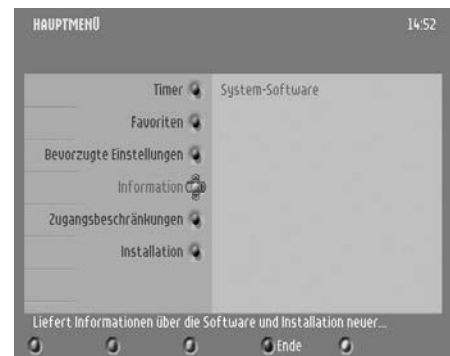 HAUPTMENÜ 14:52
Timer System-Software
Favoriten
Bevorzugte Einstellungen
Information
Zugangsbeschränkungen
Installation
Liefert Informationen über die Software und Installation neuer...
Ende